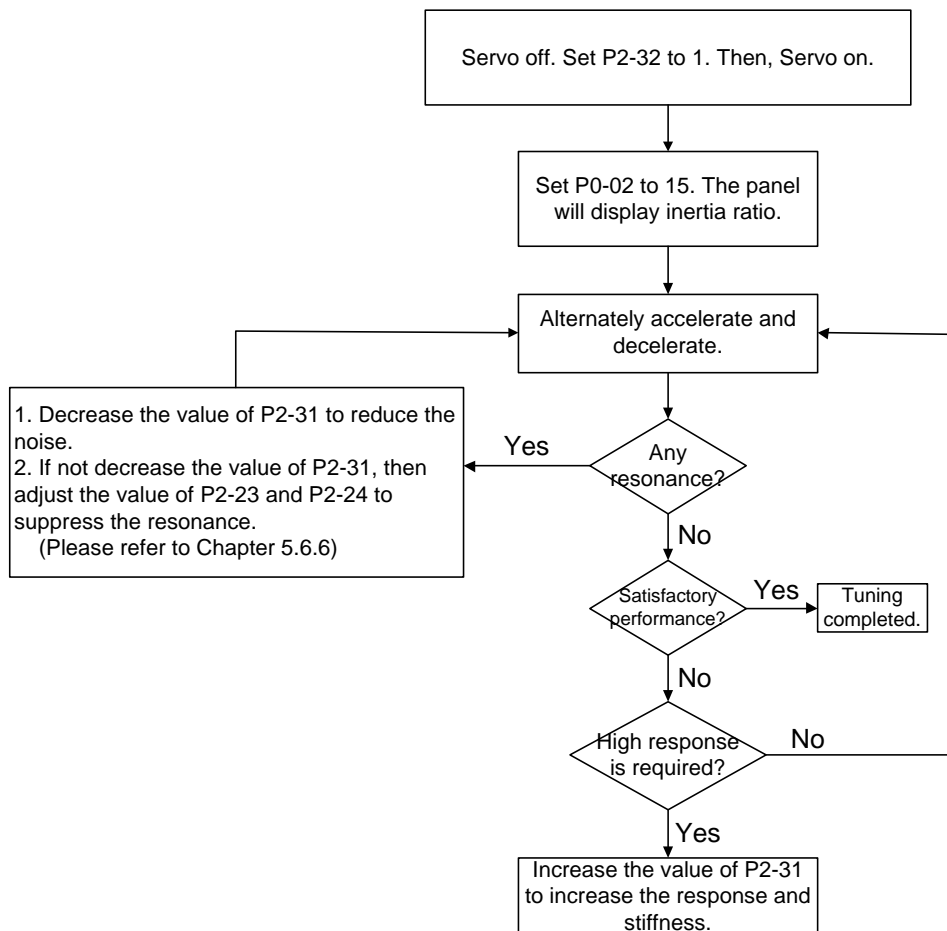 Servo off. Set P2-32 to 1. Then, Servo on.
Set P0-02 to 15. The panel
will display inertia ratio.
Alternately accelerate and
decelerate.
1. Decrease the value of P2-31 to reduce the
noise.
2. If not decrease the value of P2-31, then
adjust the value of P2-23 and P2-24 to
suppress the resonance.
(Please refer to Chapter 5.6.6)
Yes
Any
resonance?
No
Satisfactory
performance?
Yes
Tuning
completed.
No
High response
is required?
No
Yes
Increase the value of P2-31
to increase the response and
stiffness.